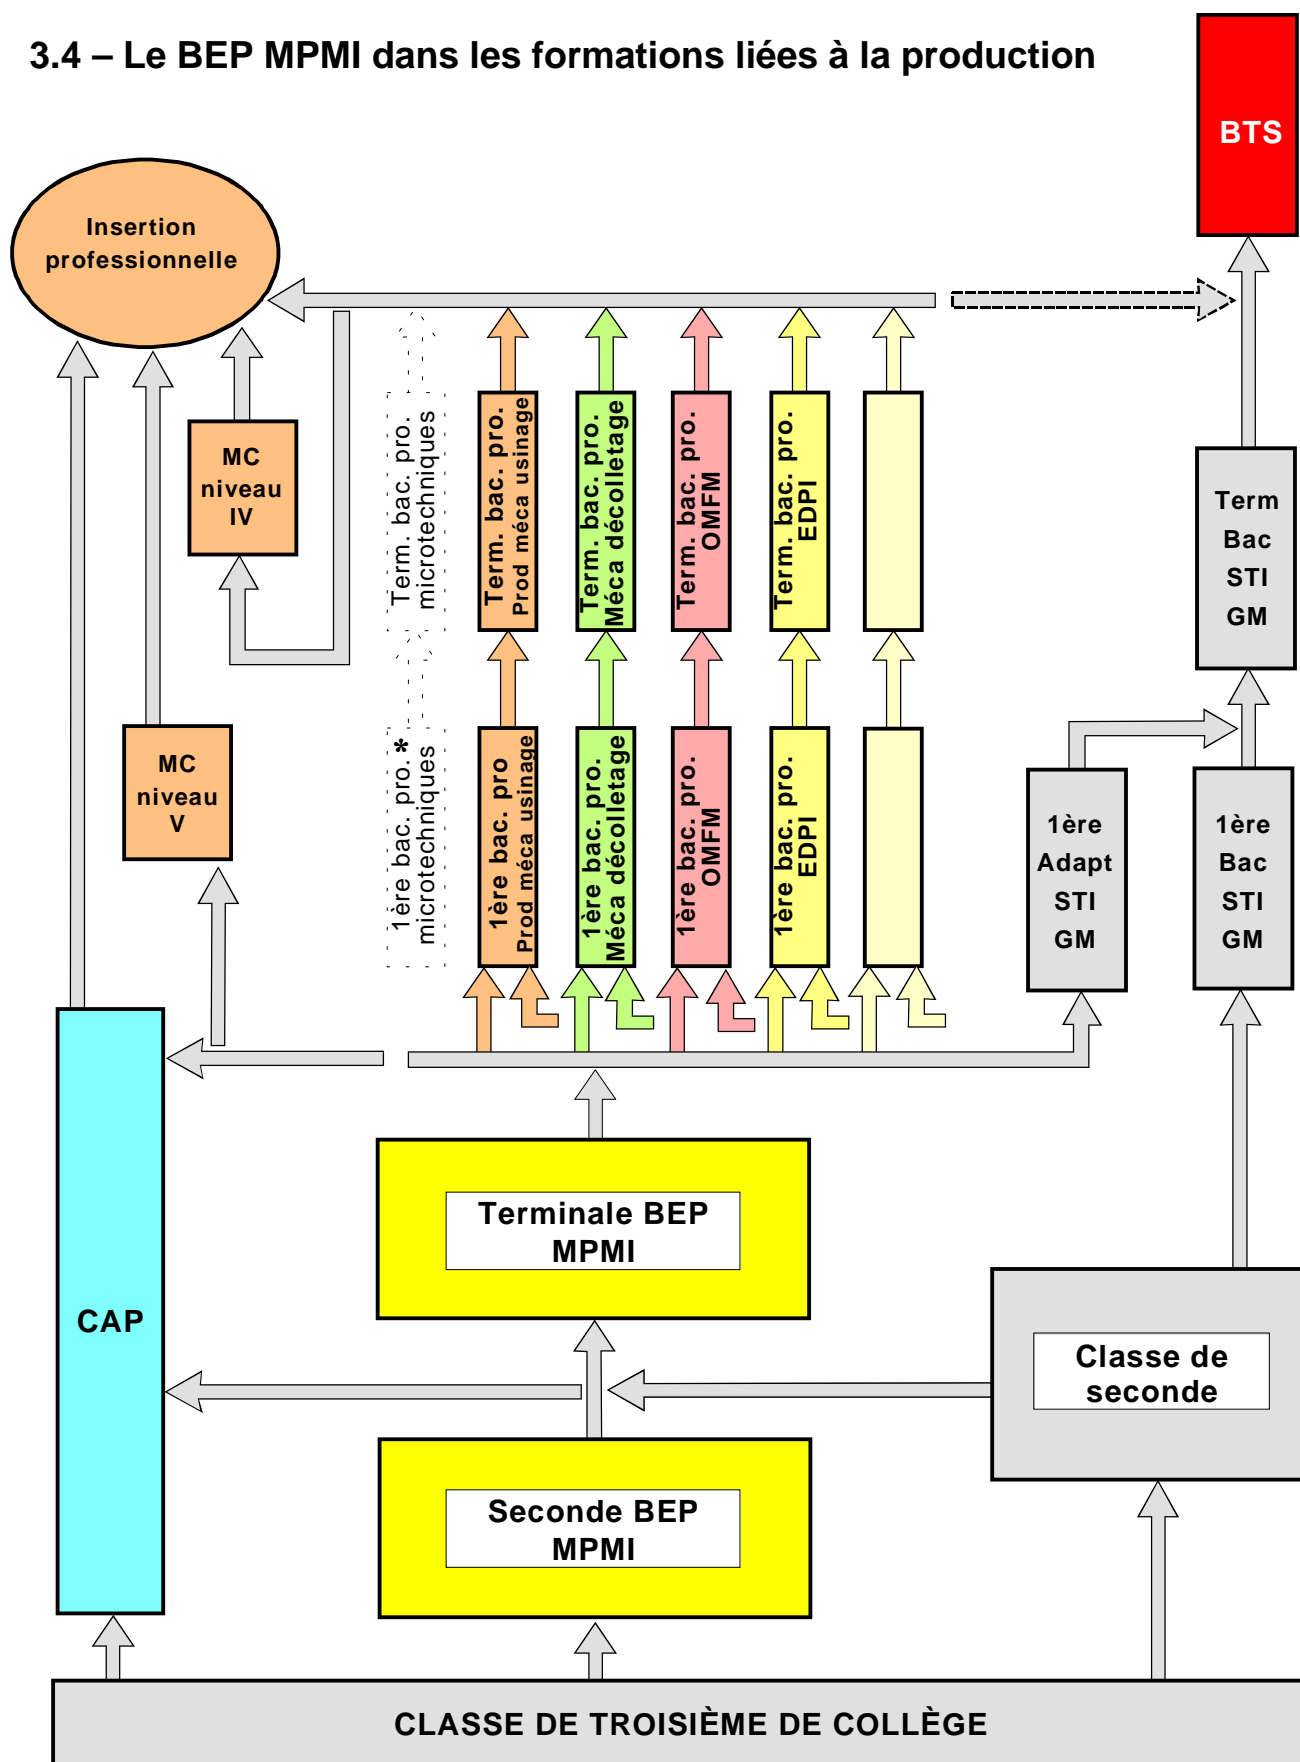 3.4 – Le BEP MPMI dans les formations liées à la production
BTS
Insertion
professionnelle
MC
niveau
IV
Term. bac. pro.
microtechniques
Term. bac. pro.
Prod méca usinage
Term. bac. pro.
Méca décolletage
Term. bac. pro.
OMFM
Term. bac. pro.
EDPI
Term
Bac
STI
GM
MC
niveau
V
1ère bac. pro.*
microtechniques
1ère bac. pro
Prod méca usinage
1ère bac. pro.
Méca décolletage
1ère bac. pro.
OMFM
1ère bac. pro.
EDPI
1ère
Adapt
STI
GM
1ère
Bac
STI
GM
Terminale BEP
MPMI
CAP
Classe de
seconde
Seconde BEP
MPMI
CLASSE DE TROISIÈME DE COLLÈGE